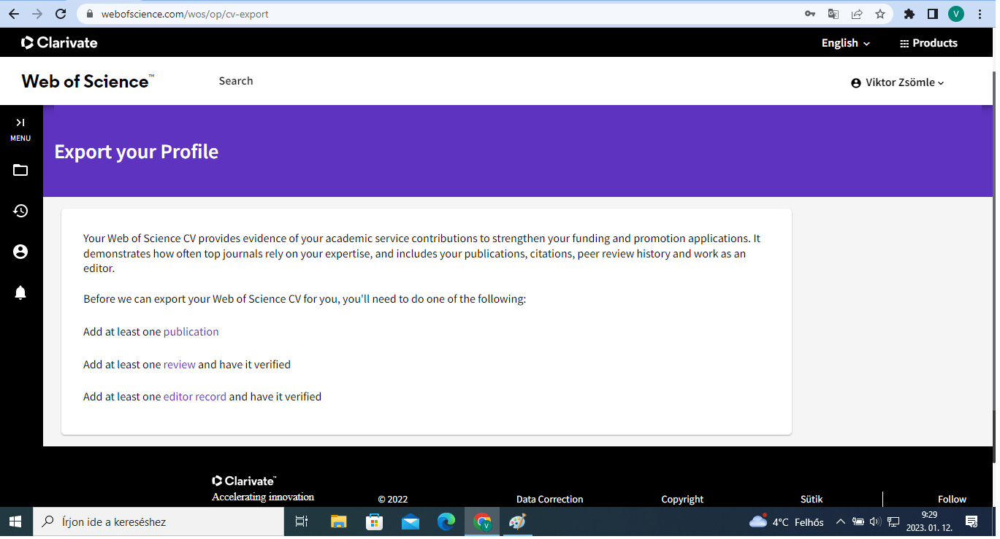 webofscience.com/wos/op/cv-export
V
Clarivate
English
Products
Web of Science™
Search
Viktor Zsömle
MENU
Export your Profile
Your Web of Science CV provides evidence of your academic service contributions to strengthen your funding and promotion applications. It
demonstrates how often top journals rely on your expertise, and includes your publications, citations, peer review history and work as an
editor.
Before we can export your Web of Science CV for you, you'll need to do one of the following:
Add at least one publication
Add at least one review and have it verified
Add at least one editor record and have it verified
Clarivate™
Accelerating innovation
© 2022
Data Correction
Copyright
Sütik
Follow
Írjon ide a kereséshez
V
4°C Felhős
9:29
2023. 01. 12.